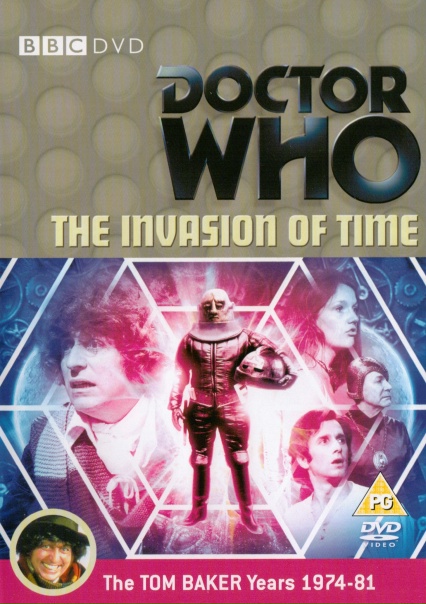 BBC DVD
DOCTOR
WHO
THE INVASION OF TIME
PG
DVD
VIDEO
The TOM BAKER Years 1974-81